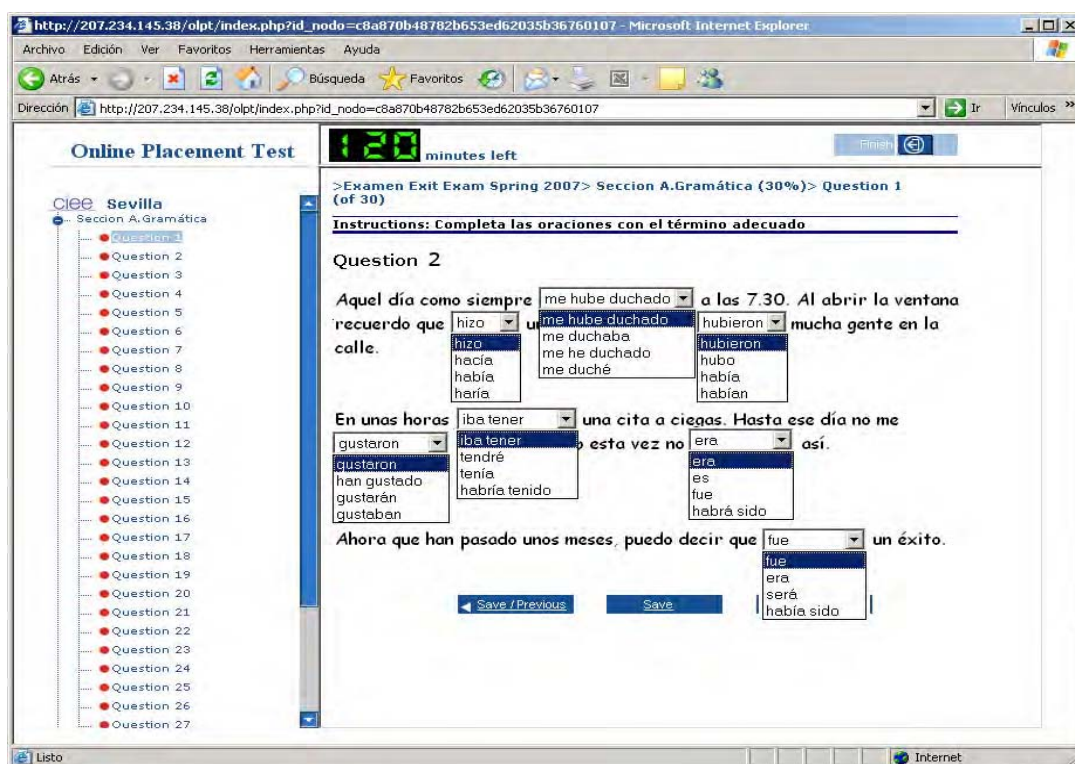 http://207.234.145.38/olpt/index.php?id_nodo=c8a870b48782b653ed62035b36760107 - Microsoft Internet Explorer
Archivo Edición Ver Favoritos Herramientas Ayuda
Atrás Búsqueda Favoritos
Dirección http://207.234.145.38/olpt/index.php?id_nodo=c8a870b48782b653ed62035b36760107 Ir Vínculos »
Online Placement Test
120 minutes left
Finish
ciee Sevilla
Seccion A.Gramática
Question 1
Question 2
Question 3
Question 4
Question 5
Question 6
Question 7
Question 8
Question 9
Question 10
Question 11
Question 12
Question 13
Question 14
Question 15
Question 16
Question 17
Question 18
Question 19
Question 20
Question 21
Question 22
Question 23
Question 24
Question 25
Question 26
Question 27
>Examen Exit Exam Spring 2007> Seccion A.Gramática (30%)> Question 1
(of 30)
Instructions: Completa las oraciones con el término adecuado
Question 2
Aquel día como siempre me hube duchado a las 7.30. Al abrir la ventana
me hube duchado
me duchaba
me he duchado
me duché
recuerdo que hizo hubieron mucha gente en la
hizo
hacía
había
haría
hubieron
hubo
había
habían
calle.
En unas horas iba tener una cita a ciegas. Hasta ese día no me
iba tener
tendré
tenía
habría tenido
gustaron esta vez no era así.
gustaron
han gustado
gustarán
gustaban
era
es
fue
habrá sido
Ahora que han pasado unos meses, puedo decir que fue un éxito.
fue
era
será
había sido
Save / Previous
Save
Listo
Internet